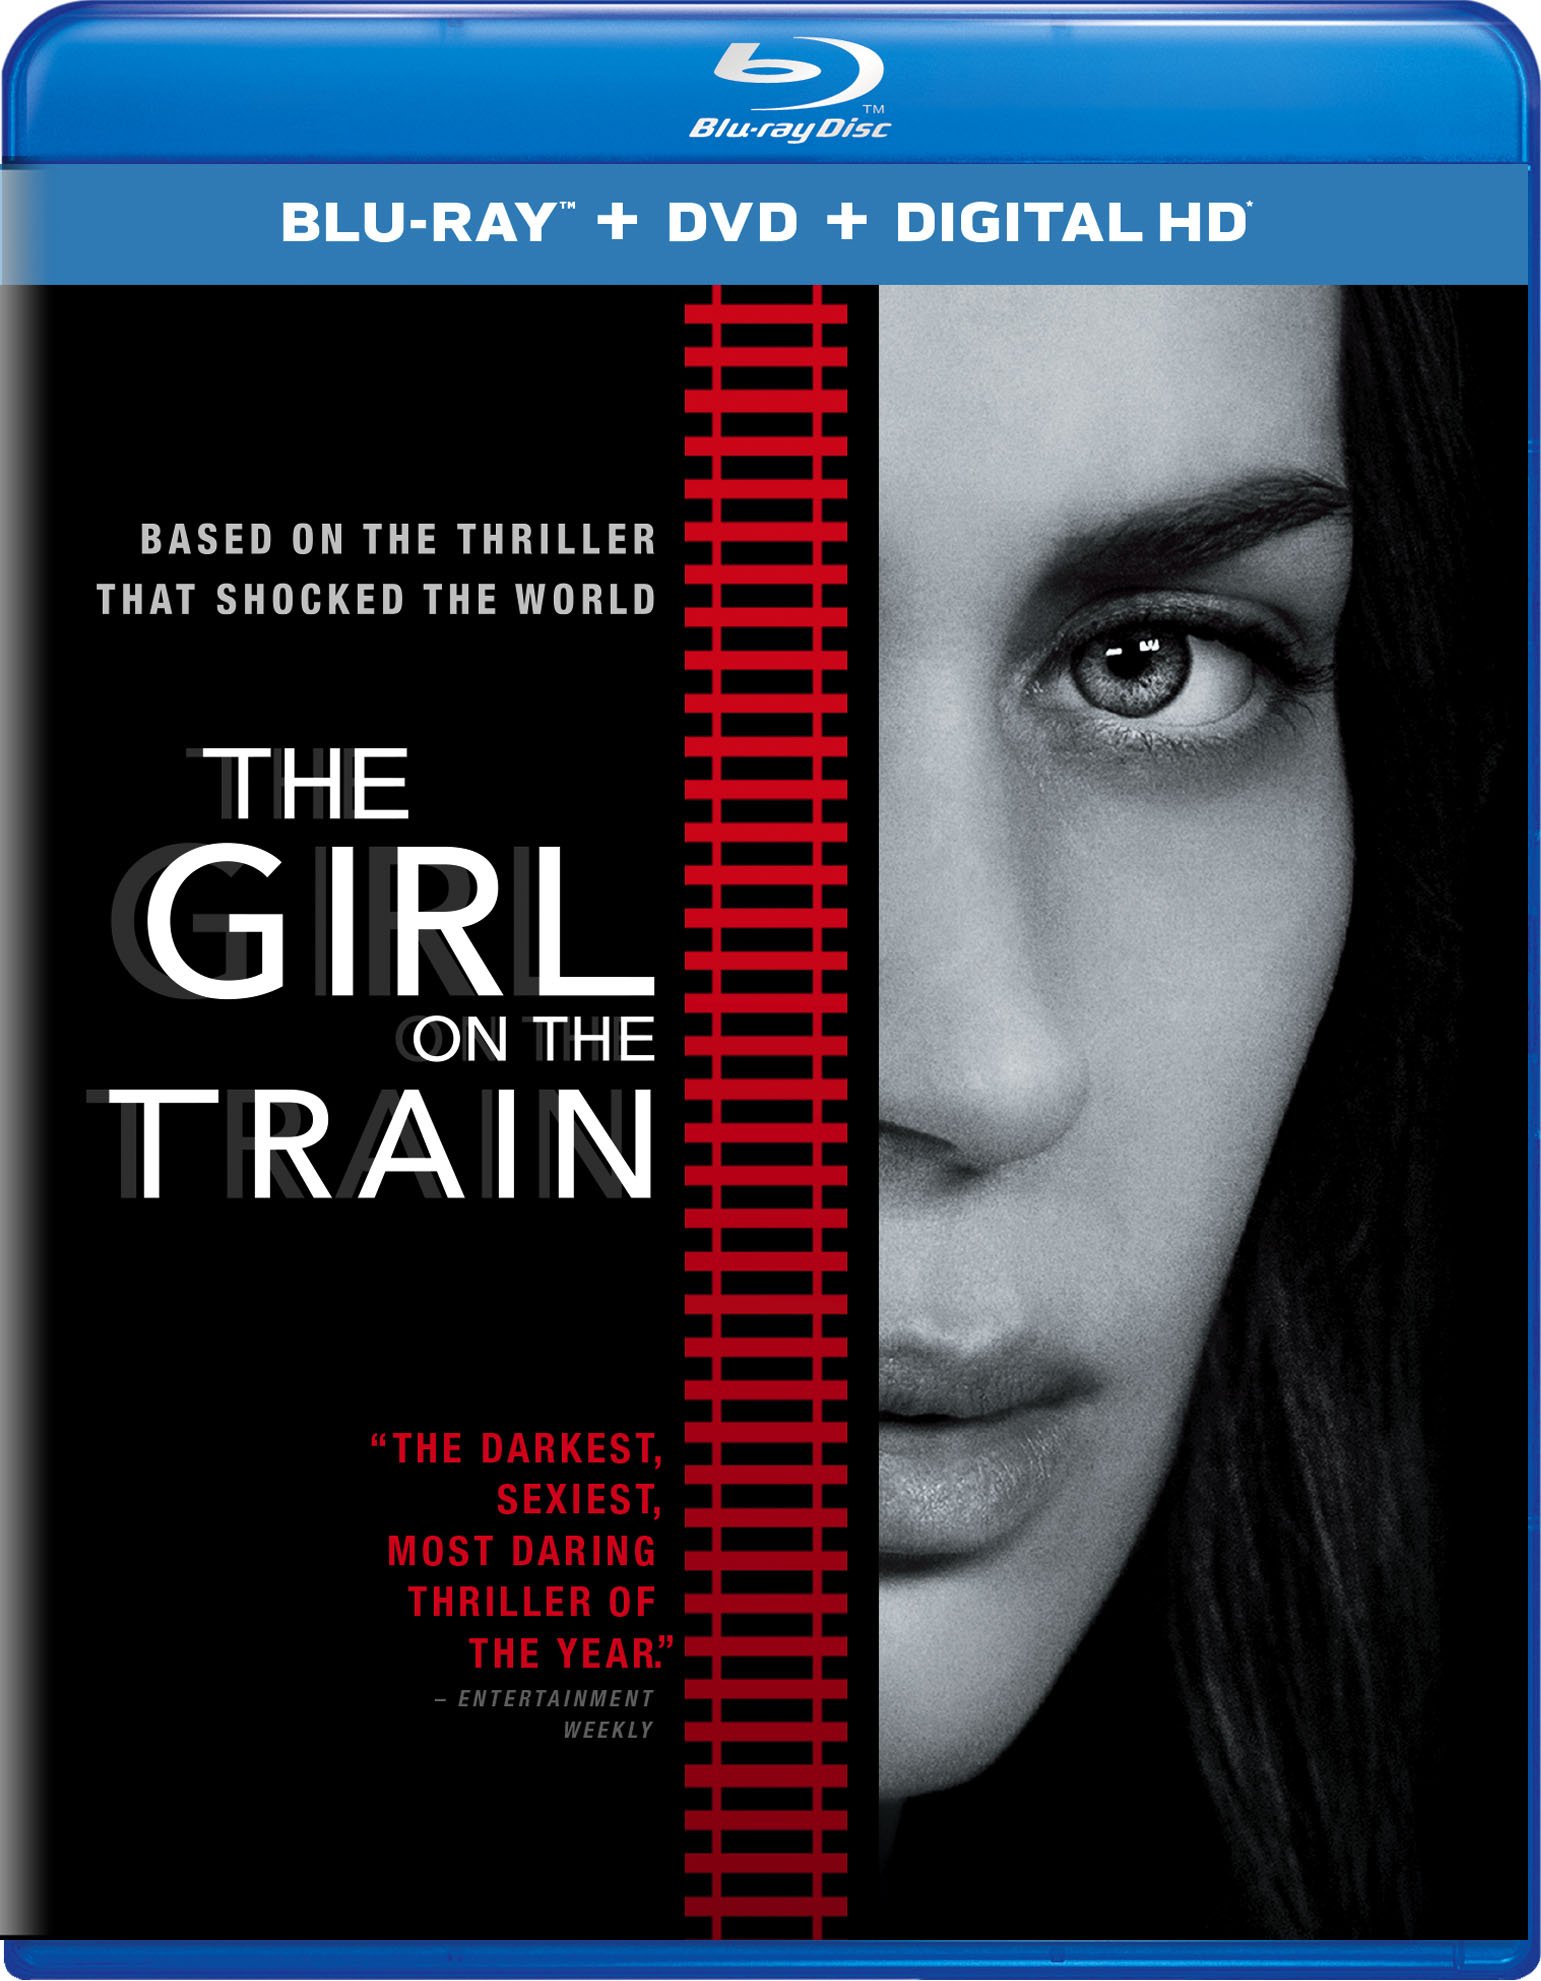 Blu-ray Disc™
BLU-RAY™ + DVD + DIGITAL HD*
BASED ON THE THRILLER
THAT SHOCKED THE WORLD
THE
GIRL
ON THE
TRAIN
“THE DARKEST,
SEXIEST,
MOST DARING
THRILLER OF
THE YEAR.”
– ENTERTAINMENT
WEEKLY